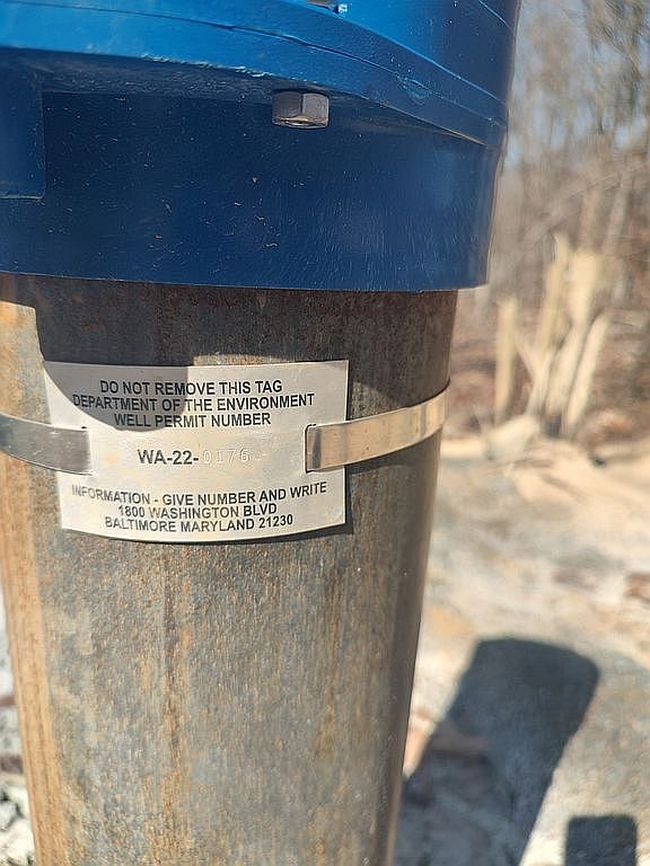 DO NOT REMOVE THIS TAG
DEPARTMENT OF THE ENVIRONMENT
WELL PERMIT NUMBER
WA-22-0176
INFORMATION - GIVE NUMBER AND WRITE
1800 WASHINGTON BLVD
BALTIMORE MARYLAND 21230